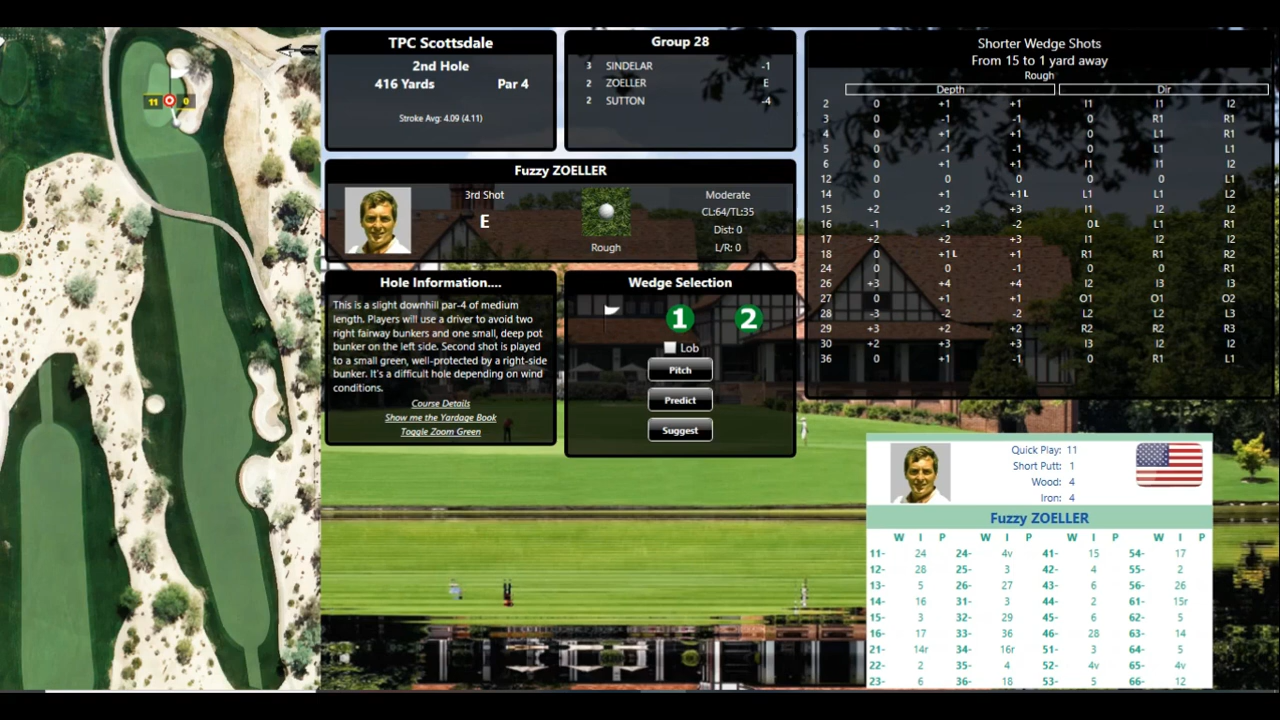 11 0
TPC Scottsdale
2nd Hole
416 Yards Par 4
Stroke Avg: 4.09 (4.11)
Group 28
3 SINDELAR -1
2 ZOELLER E
2 SUTTON -4
Fuzzy ZOELLER
3rd Shot
E
Rough
Moderate
CL:64/TL:35
Dist: 0
L/R: 0
Hole Information....
This is a slight downhill par-4 of medium
length. Players will use a driver to avoid two
right fairway bunkers and one small, deep pot
bunker on the left side. Second shot is played
to a small green, well-protected by a right-side
bunker. It's a difficult hole depending on wind
conditions.
Course Details
Show me the Yardage Book
Toggle Zoom Green
Wedge Selection
1 2
Lob
Pitch
Predict
Suggest
Shorter Wedge Shots
From 15 to 1 yard away
Rough
Depth Dir
2 0 +1 +1 I1 I1 I2
3 0 -1 -1 0 R1 R1
4 0 +1 +1 0 L1 R1
5 0 -1 -1 0 L1 L1
6 0 +1 +1 I1 I1 I2
12 0 0 0 0 0 L1
14 0 +1 +1 L L1 L1 L2
15 +2 +2 +3 I1 I2 I2
16 -1 -1 -2 0 L L1 R1
17 +2 +2 +3 I1 I2 I2
18 0 +1 L +1 R1 R1 R2
24 0 0 -1 0 0 R1
26 +3 +4 +4 I2 I3 I3
27 0 +1 +1 O1 O1 O2
28 -3 -2 -2 L2 L2 L3
29 +3 +2 +2 R2 R2 R3
30 +2 +3 +3 I3 I2 I2
36 0 +1 -1 0 R1 L1
Quick Play: 11
Short Putt: 1
Wood: 4
Iron: 4
Fuzzy ZOELLER
W I P W I P W I P W I P
11- 24 24- 4v 41- 15 54- 17
12- 28 25- 3 42- 4 55- 2
13- 5 26- 27 43- 6 56- 26
14- 16 31- 3 44- 2 61- 15r
15- 3 32- 29 45- 6 62- 5
16- 17 33- 36 46- 28 63- 14
21- 14r 34- 16r 51- 3 64- 5
22- 2 35- 4 52- 4v 65- 4v
23- 6 36- 18 53- 5 66- 12